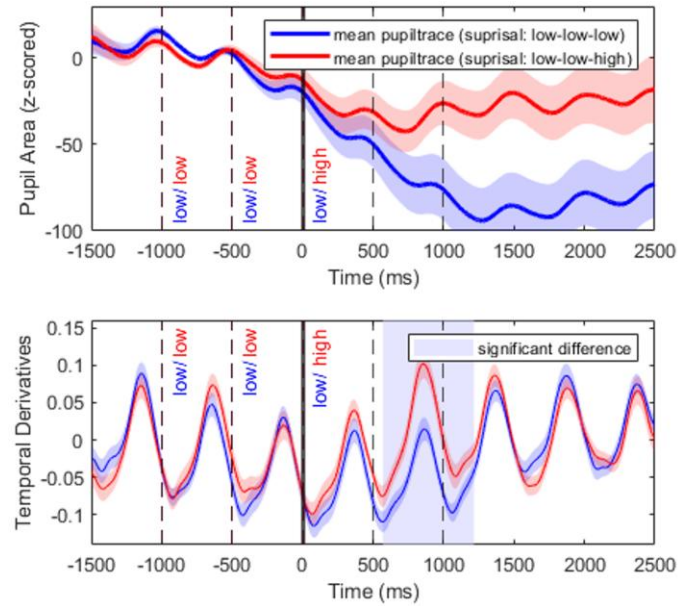 mean pupiltrace (suprisal: low-low-low)
mean pupiltrace (suprisal: low-low-high)
Pupil Area (z-scored)
0
-50
-100
low/ low
low/ low
low/ high
-1500 -1000 -500 0 500 1000 1500 2000 2500
Time (ms)
significant difference
Temporal Derivatives
0.15
0.1
0.05
0
-0.05
-0.1
low/ low
low/ low
low/ high
-1500 -1000 -500 0 500 1000 1500 2000 2500
Time (ms)